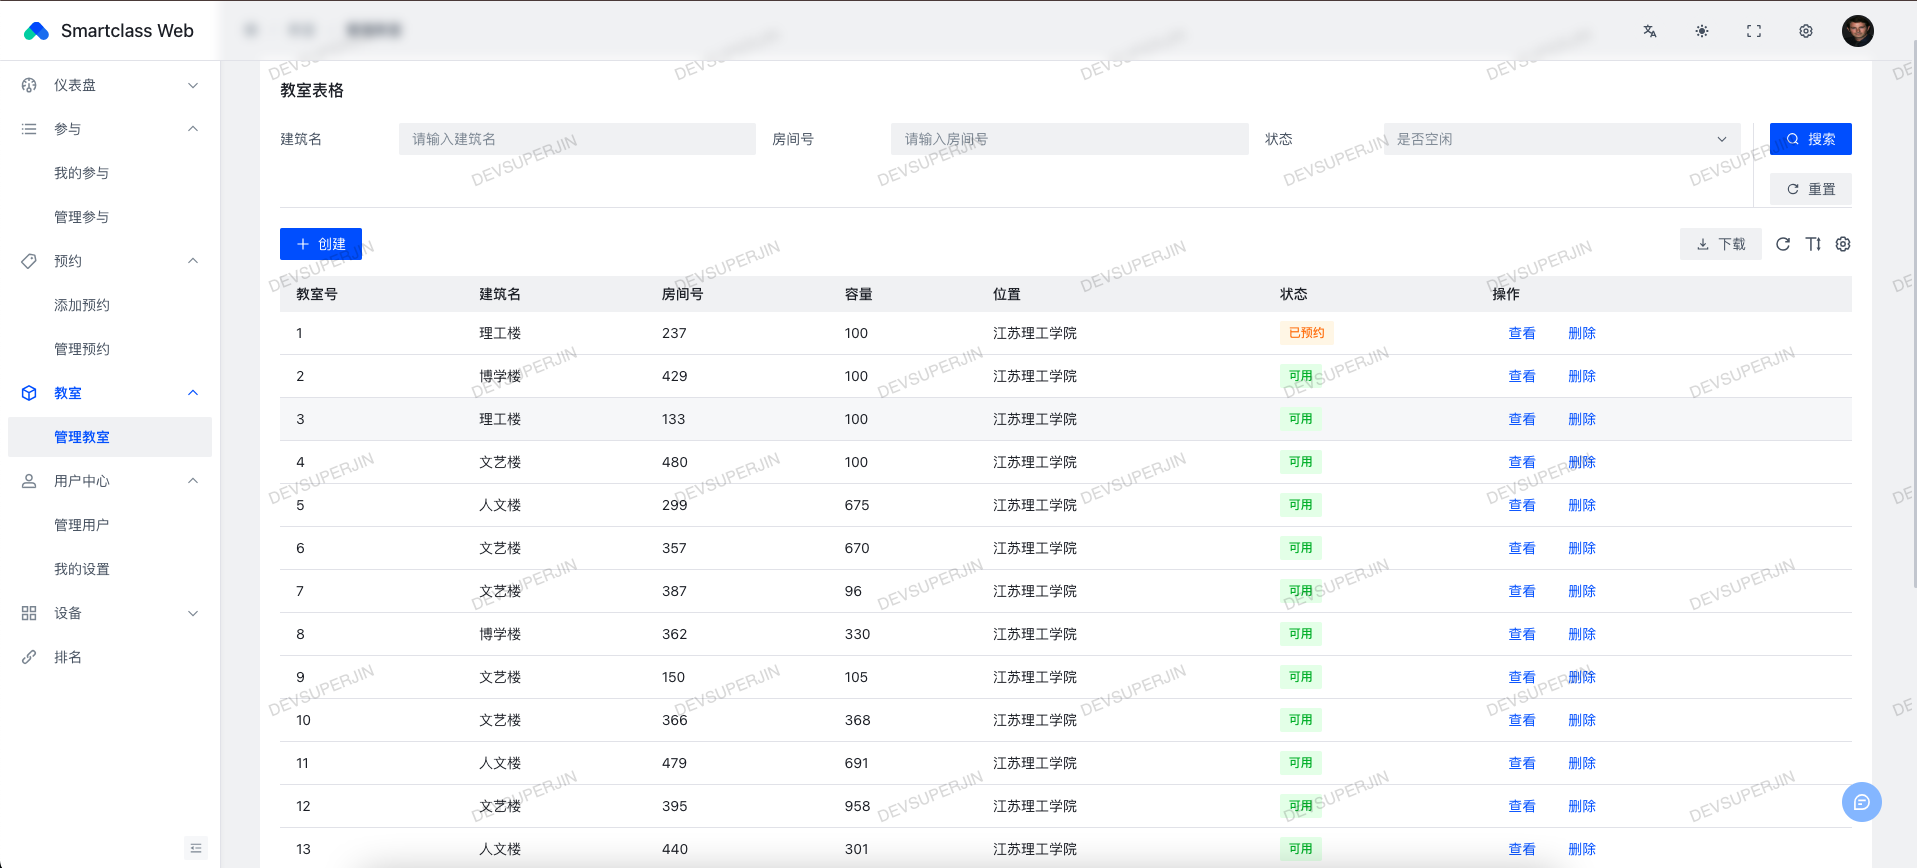 Smartclass Web
仪表盘
参与
我的参与
管理参与
预约
添加预约
管理预约
教室
管理教室
用户中心
管理用户
我的设置
设备
排名
教室表格
建筑名 请输入建筑名 房间号 请输入房间号 状态 是否空闲 搜索
重置
创建 下载
教室号 建筑名 房间号 容量 位置 状态 操作
1 理工楼 237 100 江苏理工学院 已预约 查看 删除
2 博学楼 429 100 江苏理工学院 可用 查看 删除
3 理工楼 133 100 江苏理工学院 可用 查看 删除
4 文艺楼 480 100 江苏理工学院 可用 查看 删除
5 人文楼 299 675 江苏理工学院 可用 查看 删除
6 文艺楼 357 670 江苏理工学院 可用 查看 删除
7 文艺楼 387 96 江苏理工学院 可用 查看 删除
8 博学楼 362 330 江苏理工学院 可用 查看 删除
9 文艺楼 150 105 江苏理工学院 可用 查看 删除
10 文艺楼 366 368 江苏理工学院 可用 查看 删除
11 人文楼 479 691 江苏理工学院 可用 查看 删除
12 文艺楼 395 958 江苏理工学院 可用 查看 删除
13 人文楼 440 301 江苏理工学院 可用 查看 删除
DEVSUPERJIN